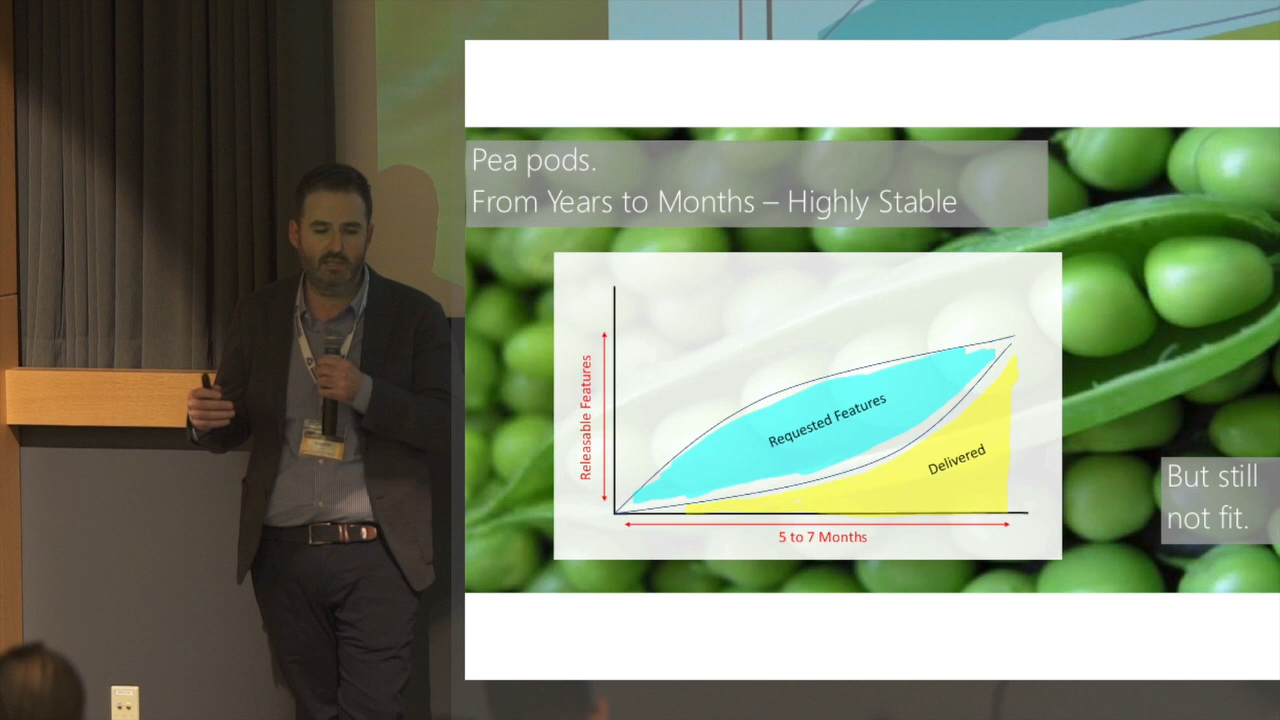 Pea pods.
From Years to Months – Highly Stable
Releasable Features
Requested Features
Delivered
5 to 7 Months
But still
not fit.